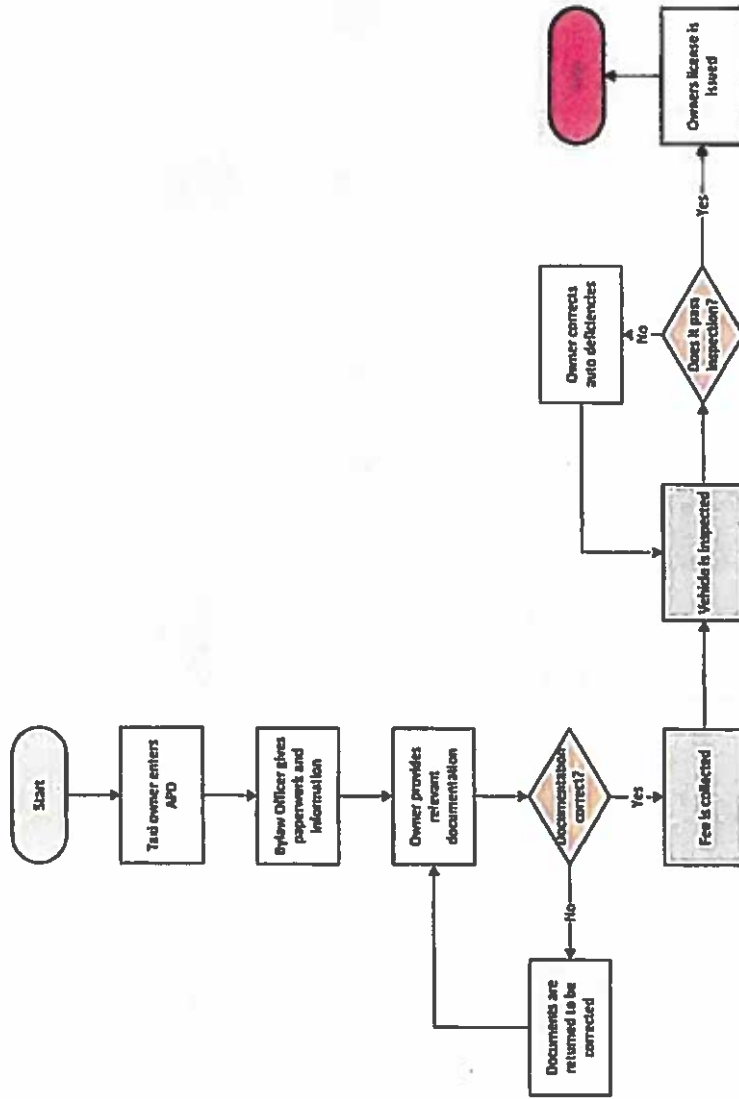 Start
Taxi owner enters
APD
Bylaw Officer gives
paperwork and
information
Owner provides
relevant
documentation
Documentation
correct?
No
Documents are
returned to be
corrected
Yes
Fee is collected
Vehicle is inspected
Does it pass
inspection?
No
Owner corrects
auto deficiencies
Yes
Owners license is
issued